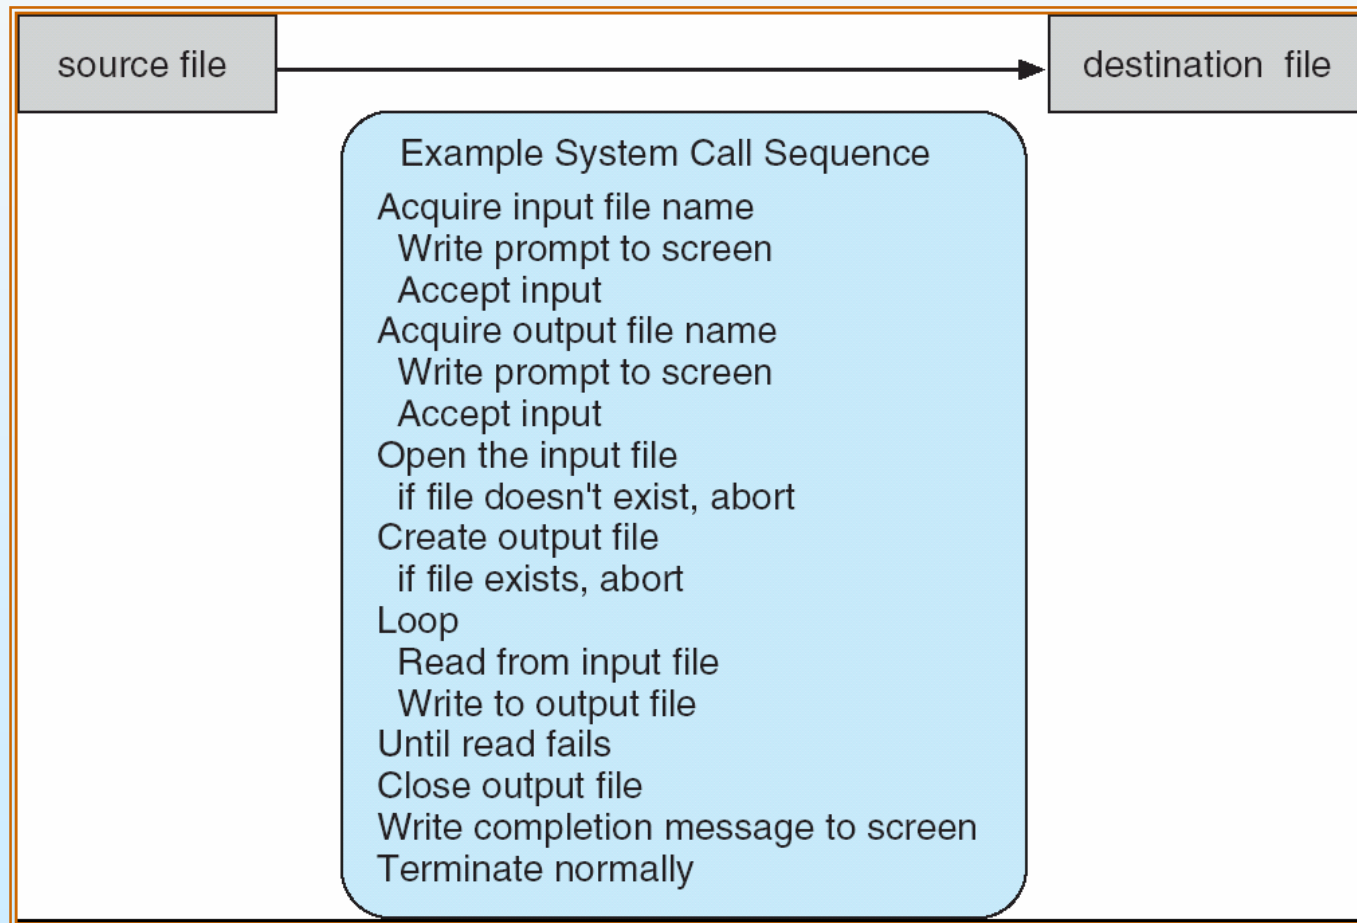 source file
destination file
Example System Call Sequence
Acquire input file name
Write prompt to screen
Accept input
Acquire output file name
Write prompt to screen
Accept input
Open the input file
if file doesn't exist, abort
Create output file
if file exists, abort
Loop
Read from input file
Write to output file
Until read fails
Close output file
Write completion message to screen
Terminate normally